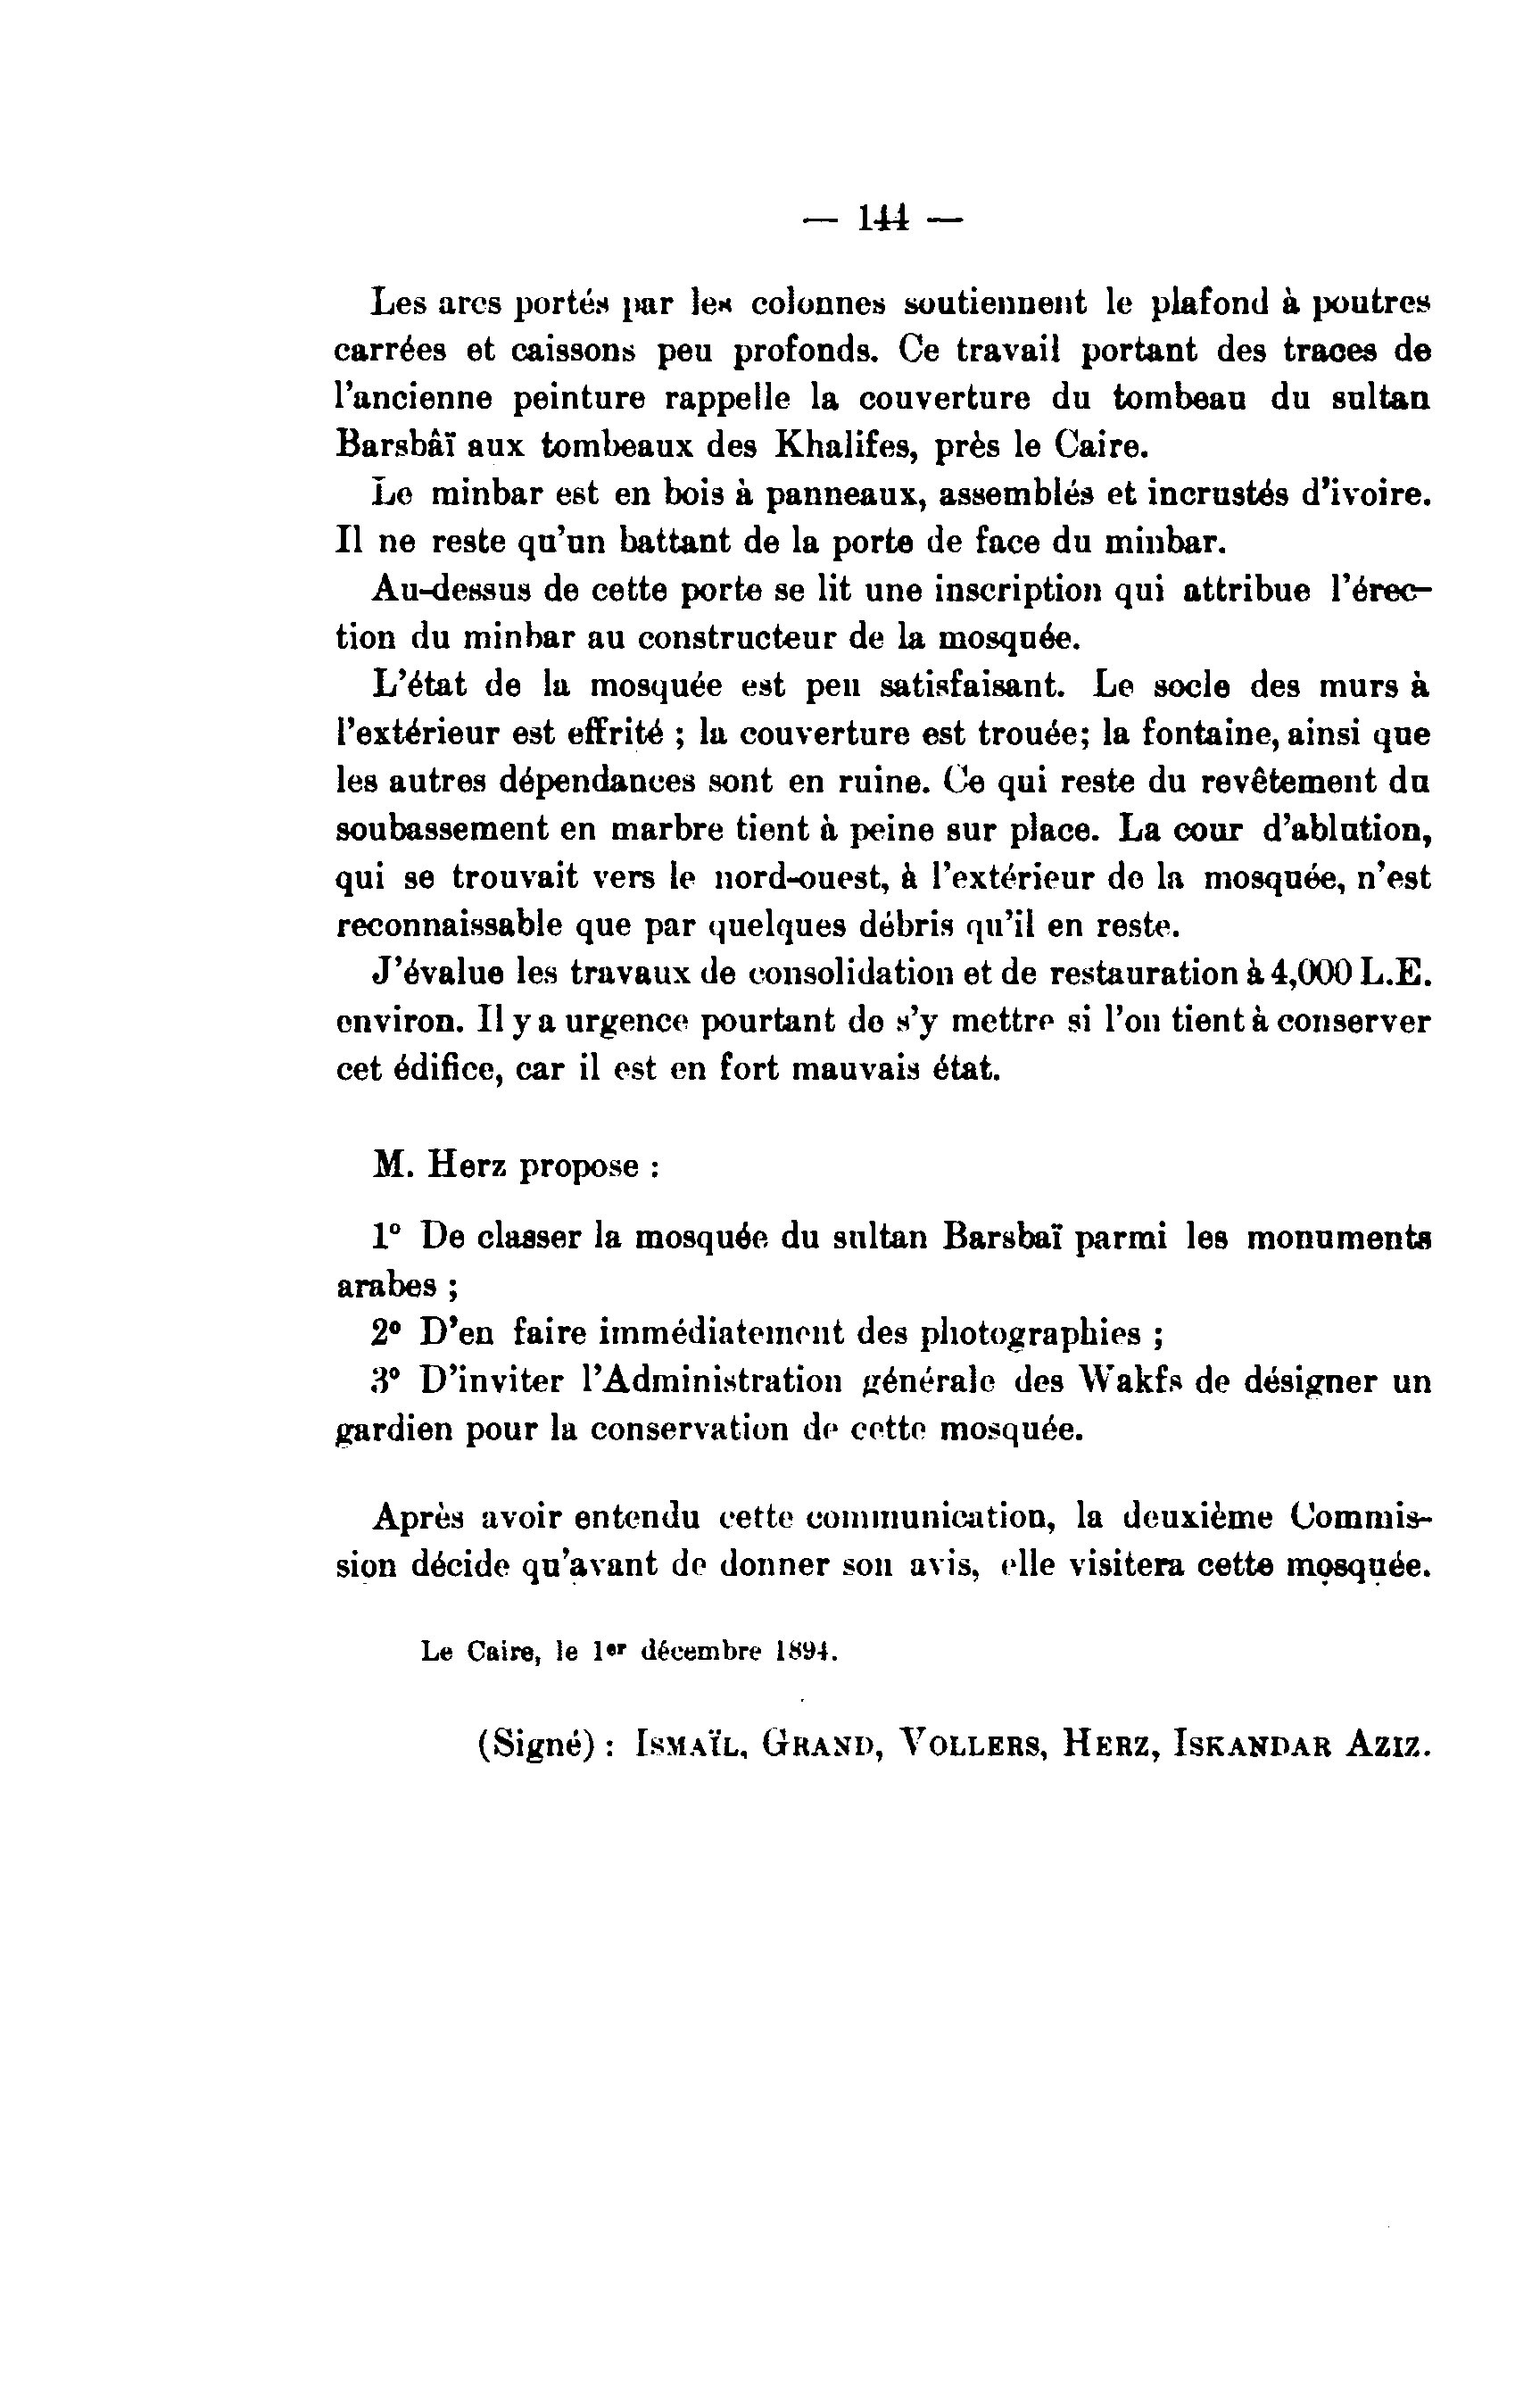 — 144 —
Les arcs portés par les colonnes soutiennent le plafond à poutres
carrées et caissons peu profonds. Ce travail portant des traces de
l'ancienne peinture rappelle la couverture du tombeau du sultan
Barsbâï aux tombeaux des Khalifes, près le Caire.
Le minbar est en bois à panneaux, assemblés et incrustés d'ivoire.
Il ne reste qu'un battant de la porte de face du minbar.
Au-dessus de cette porte se lit une inscription qui attribue l'érec-
tion du minbar au constructeur de la mosquée.
L'état de la mosquée est peu satisfaisant. Le socle des murs à
l'extérieur est effrité ; la couverture est trouée; la fontaine, ainsi que
les autres dépendances sont en ruine. Ce qui reste du revêtement du
soubassement en marbre tient à peine sur place. La cour d'ablution,
qui se trouvait vers le nord-ouest, à l'extérieur de la mosquée, n'est
reconnaissable que par quelques débris qu'il en reste.
J'évalue les travaux de consolidation et de restauration à 4,000 L.E.
environ. Il y a urgence pourtant de s'y mettre si l'on tient à conserver
cet édifice, car il est en fort mauvais état.
M. Herz propose :
1° De classer la mosquée du sultan Barsbaï parmi les monuments
arabes ;
2° D'en faire immédiatement des photographies ;
3° D'inviter l'Administration générale des Wakfs de désigner un
gardien pour la conservation de cette mosquée.
Après avoir entendu cette communication, la deuxième Commis-
sion décide qu'avant de donner son avis, elle visitera cette mosquée.
Le Caire, le 1er décembre 1894.
(Signé) : ISMAÏL, GRAND, VOLLERS, HERZ, ISKANDAR AZIZ.